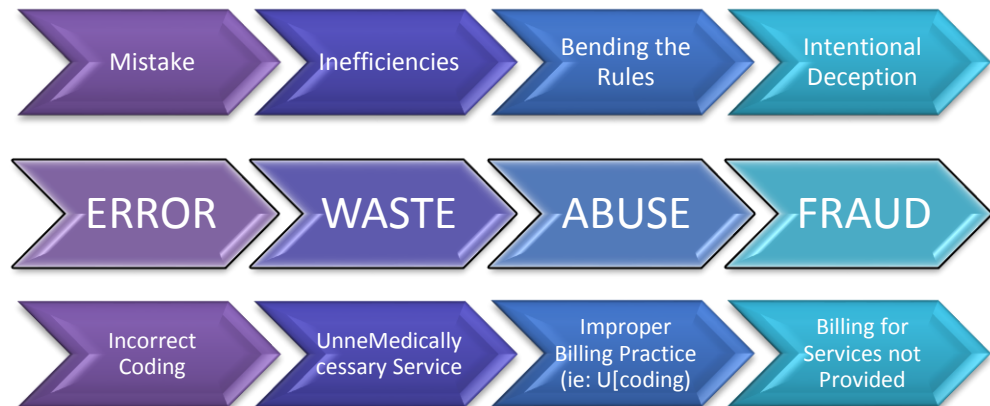 Mistake
Inefficiencies
Bending the
Rules
Intentional
Deception
ERROR
WASTE
ABUSE
FRAUD
Incorrect
Coding
UnneMedically
cessary Service
Improper
Billing Practice
(ie: U[coding)
Billing for
Services not
Provided